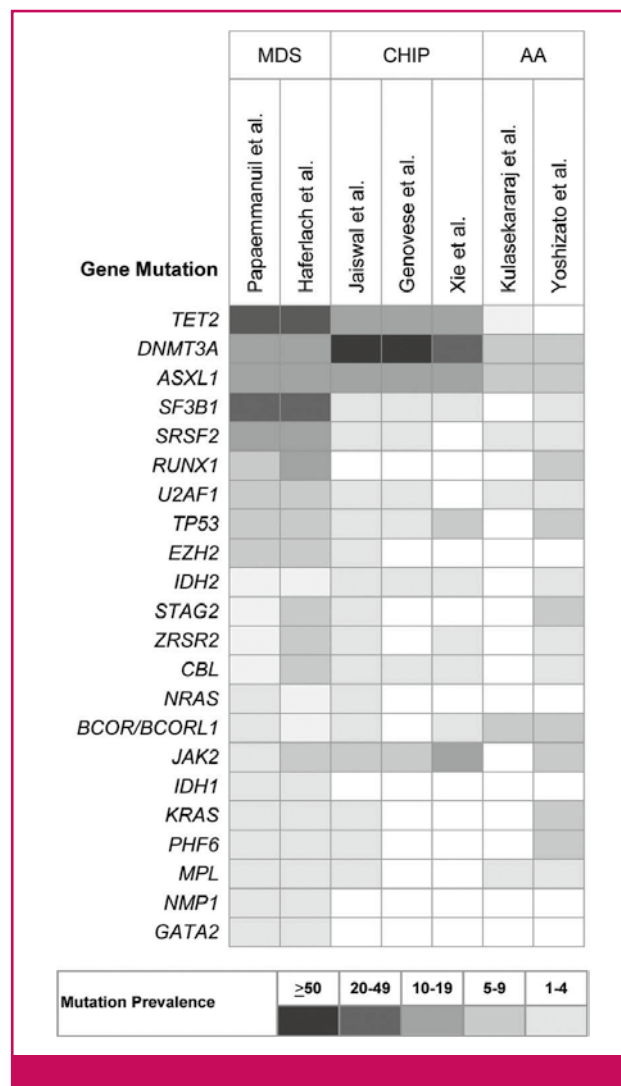 MDS CHIP AA
Gene Mutation Papaemmanuil et al. Haferlach et al. Jaiswal et al. Genovese et al. Xie et al. Kulasekararaj et al. Yoshizato et al.
TET2
DNMT3A
ASXL1
SF3B1
SRSF2
RUNX1
U2AF1
TP53
EZH2
IDH2
STAG2
ZRSR2
CBL
NRAS
BCOR/BCORL1
JAK2
IDH1
KRAS
PHF6
MPL
NMP1
GATA2
Mutation Prevalence ≥50 20-49 10-19 5-9 1-4